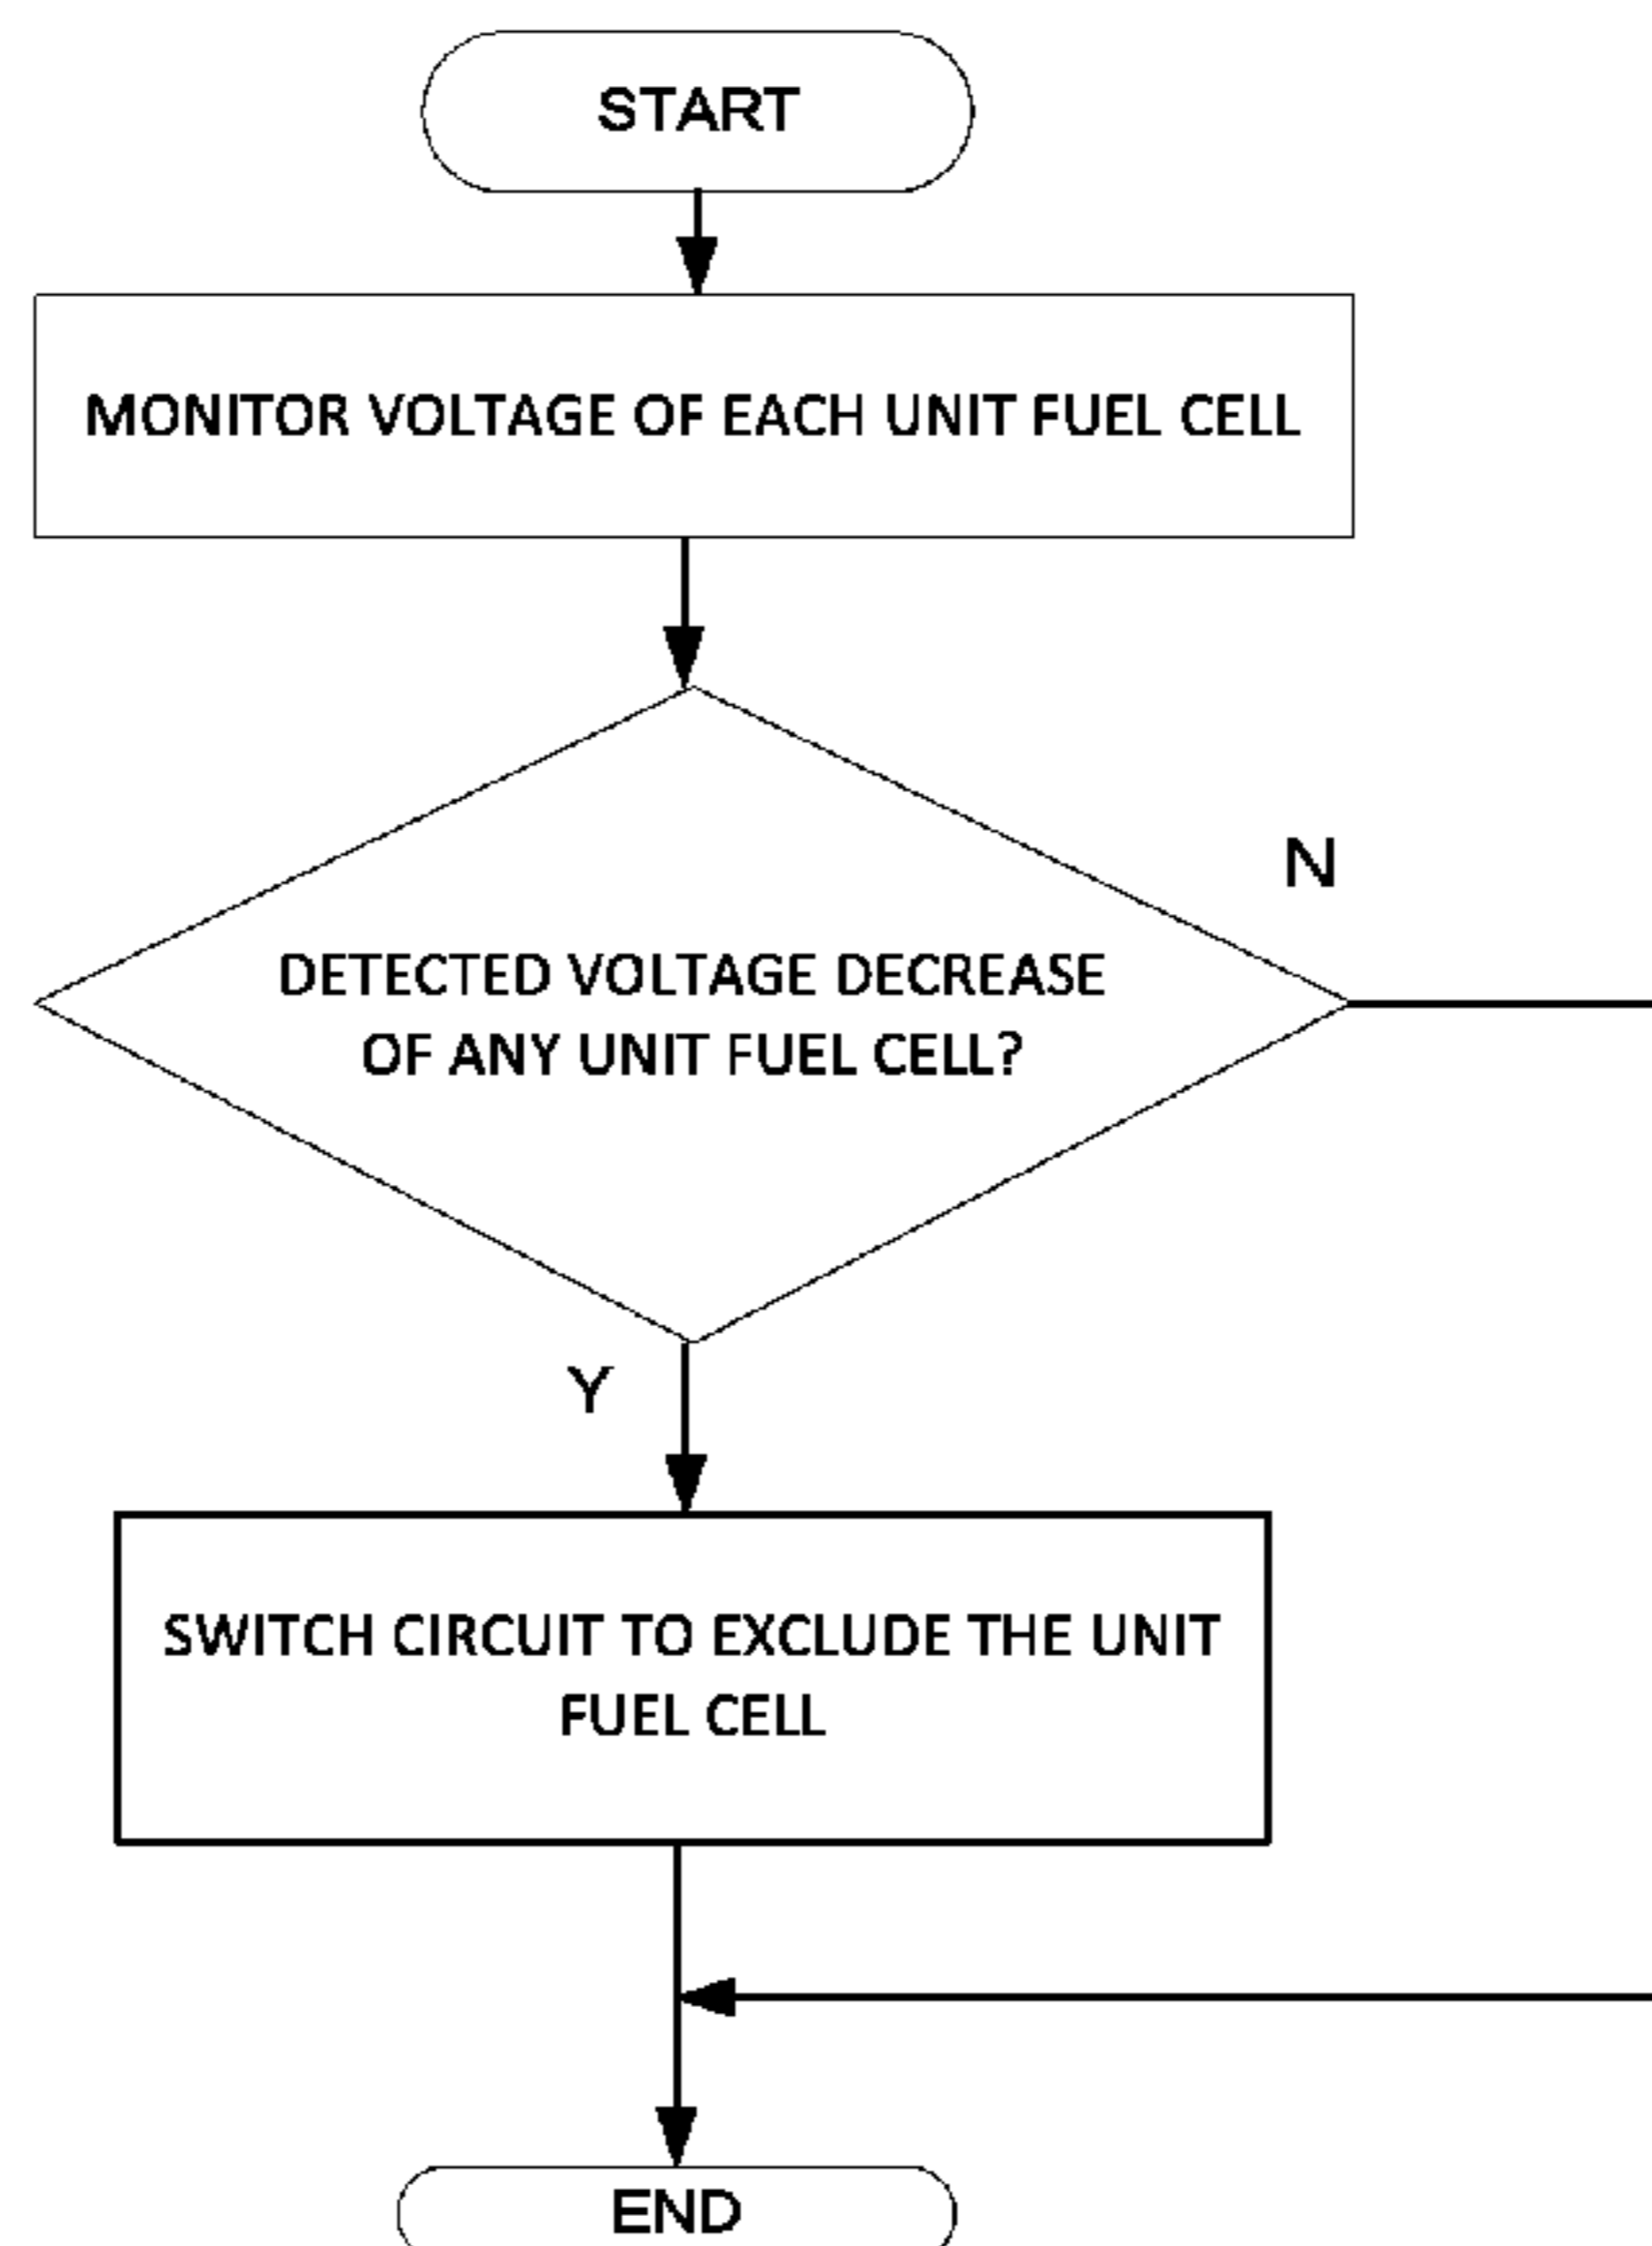 START
MONITOR VOLTAGE OF EACH UNIT FUEL CELL
N
DETECTED VOLTAGE DECREASE
OF ANY UNIT FUEL CELL?
Y
SWITCH CIRCUIT TO EXCLUDE THE UNIT
FUEL CELL
END